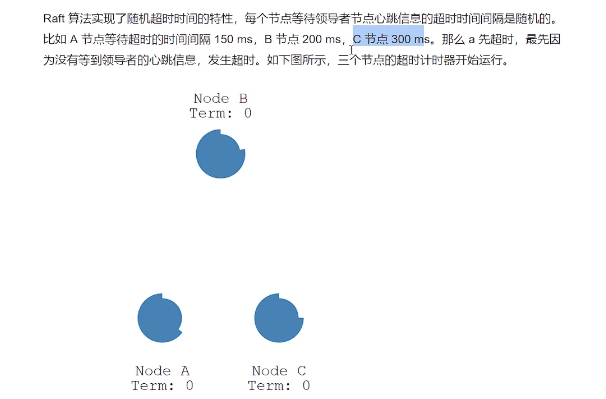 Raft 算法实现了随机超时时间的特性，每个节点等待领导者节点心跳信息的超时时间间隔是随机的。
比如 A 节点等待超时的时间间隔 150 ms，B 节点 200 ms，C 节点 300 ms。那么 a 先超时，最先因
为没有等到领导者的心跳信息，发生超时。如下图所示，三个节点的超时计时器开始运行。
Node B
Term: 0
Node A
Term: 0
Node C
Term: 0